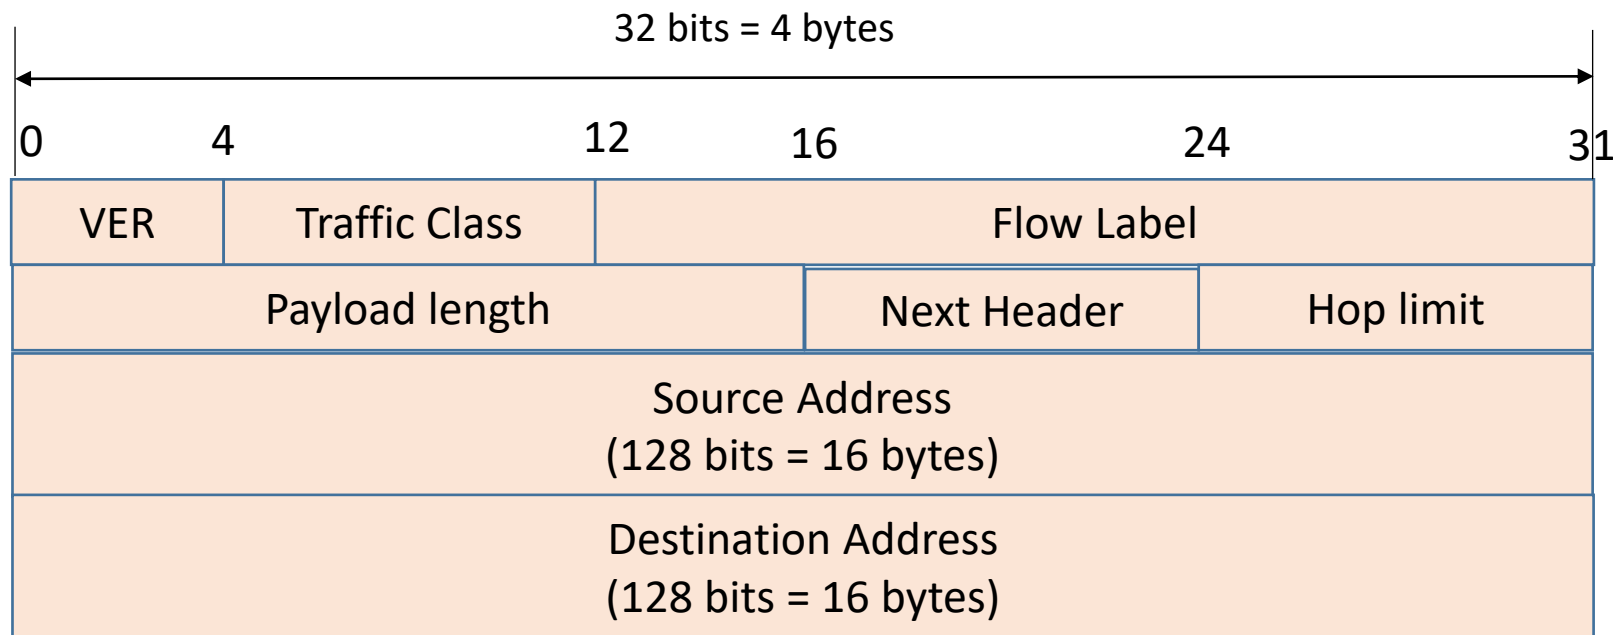 32 bits = 4 bytes
0 4 12 16 24 31
VER Traffic Class Flow Label
Payload length Next Header Hop limit
Source Address
(128 bits = 16 bytes)
Destination Address
(128 bits = 16 bytes)